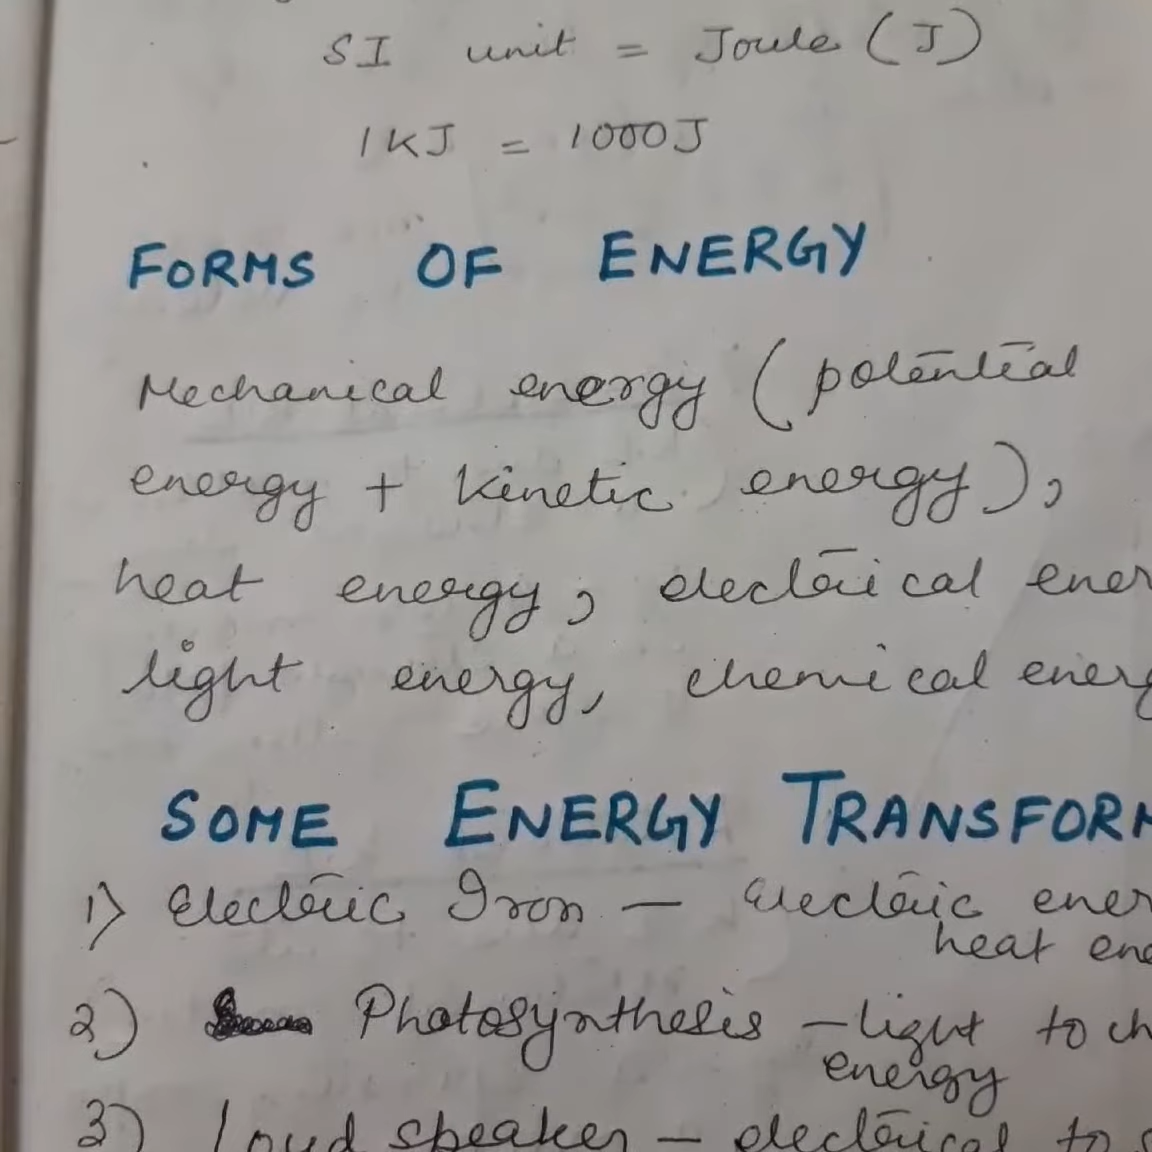 SI unit = Joule (J)
1KJ = 1000J
FORMS OF ENERGY
Mechanical energy (potential
energy + kinetic energy),
heat energy, electrical ener
light energy, chemical energ
SOME ENERGY TRANSFORM
1) Electric Iron - Electric ener
heat ene
2) Photosynthesis - light to ch
energy
3) loud speaker - electrical to s